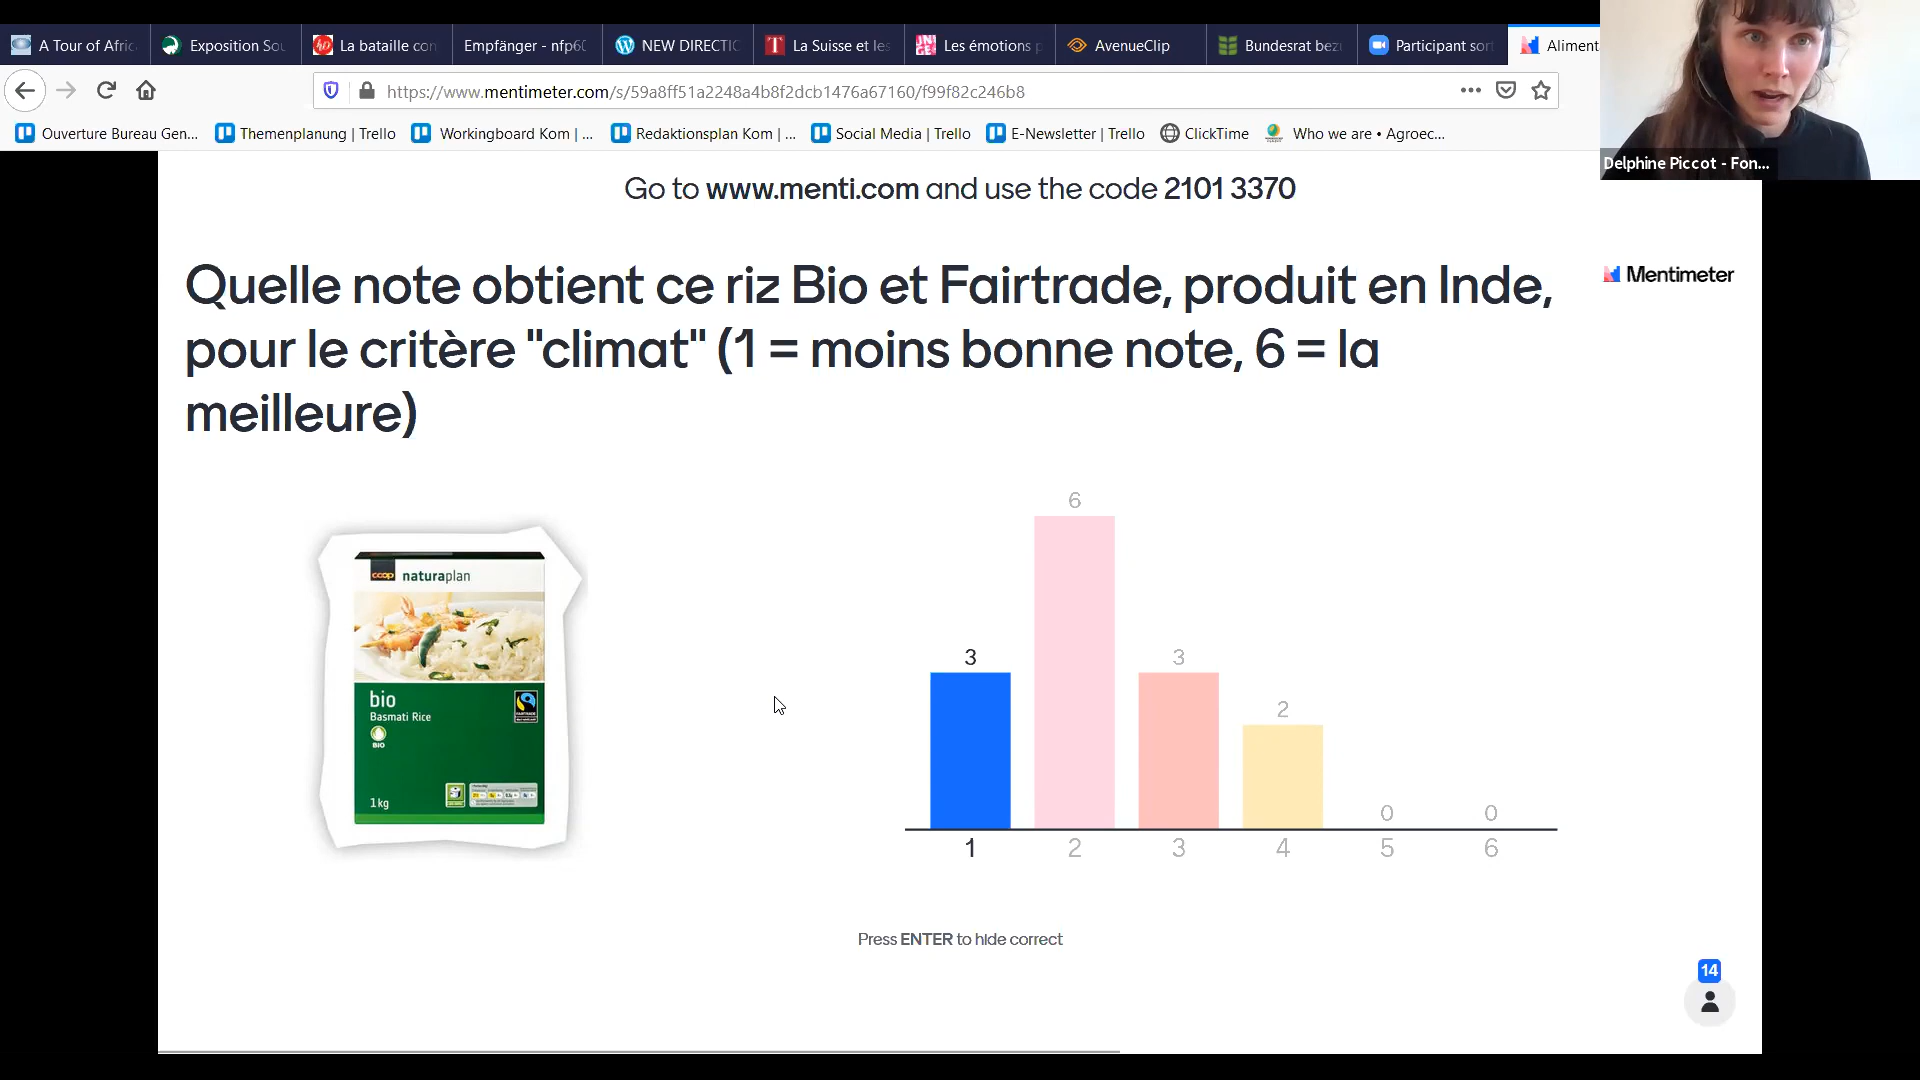 A Tour of Afric
Exposition Sou
La bataille con
Empfänger - nfp60
NEW DIRECTIC
La Suisse et les
Les émotions p
AvenueClip
Bundesrat bez
Participant sort
Aliment
https://www.mentimeter.com/s/59a8ff51a2248a4b8f2dcb1476a67160/f99f82c246b8
Ouverture Bureau Gen...
Themenplanung | Trello
Workingboard Kom | ...
Redaktionsplan Kom | ...
Social Media | Trello
E-Newsletter | Trello
ClickTime
Who we are • Agroec...
Delphine Piccot - Fon...
Go to www.menti.com and use the code 2101 3370
Mentimeter
Quelle note obtient ce riz Bio et Fairtrade, produit en Inde,
pour le critère "climat" (1 = moins bonne note, 6 = la
meilleure)
coop naturaplan
bio
Basmati Rice
FAIRTRADE
BIO
1kg
3
6
3
2
0
0
1
2
3
4
5
6
Press ENTER to hide correct
14